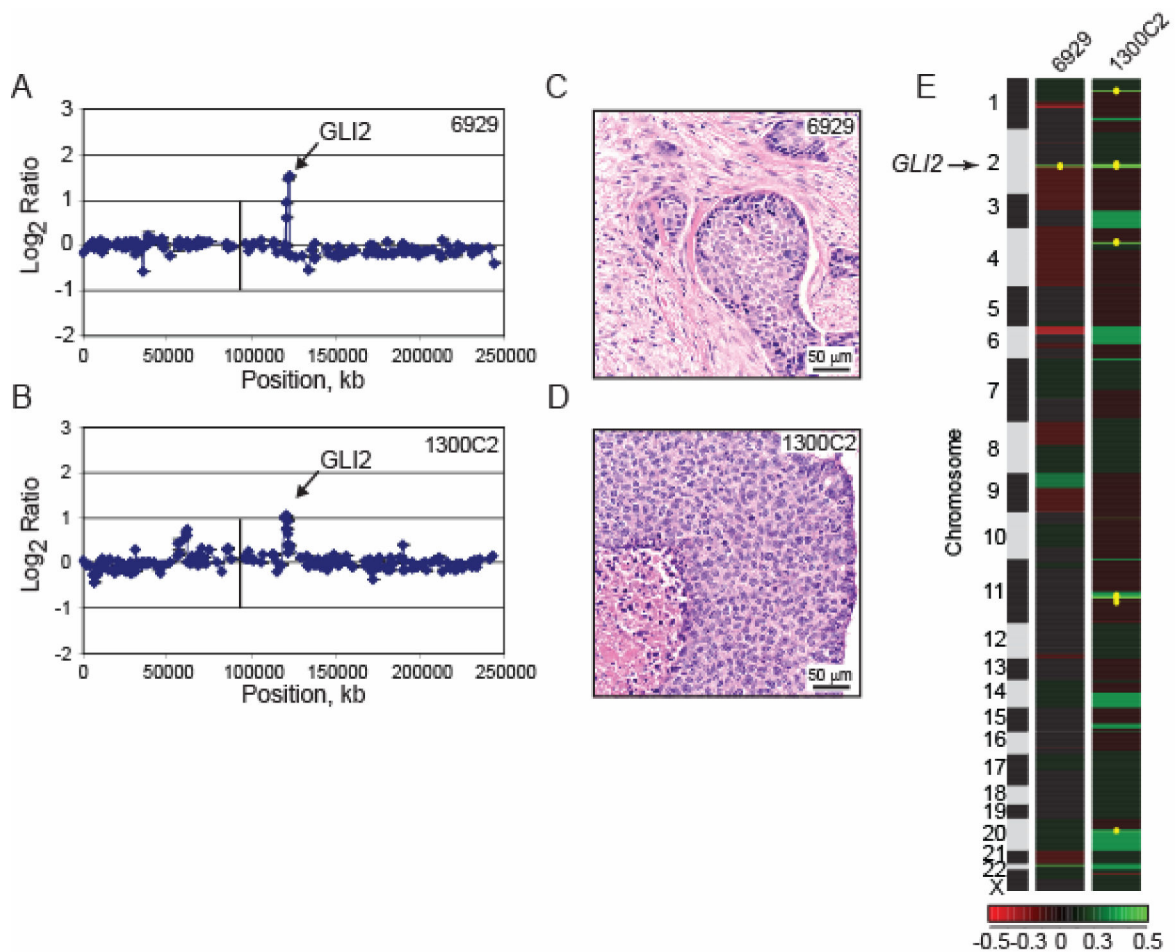 A
3
2
1
0
-1
-2
Log2 Ratio
6929
GLI2
0
50000
100000
150000
200000
250000
Position, kb
B
3
2
1
0
-1
-2
Log2 Ratio
1300C2
GLI2
0
50000
100000
150000
200000
250000
Position, kb
C
6929
50 µm
D
1300C2
50 µm
E
6929
1300C2
GLI2
Chromosome
1
2
3
4
5
6
7
8
9
10
11
12
13
14
15
16
17
18
19
20
21
22
X
-0.5 -0.3 0 0.3 0.5